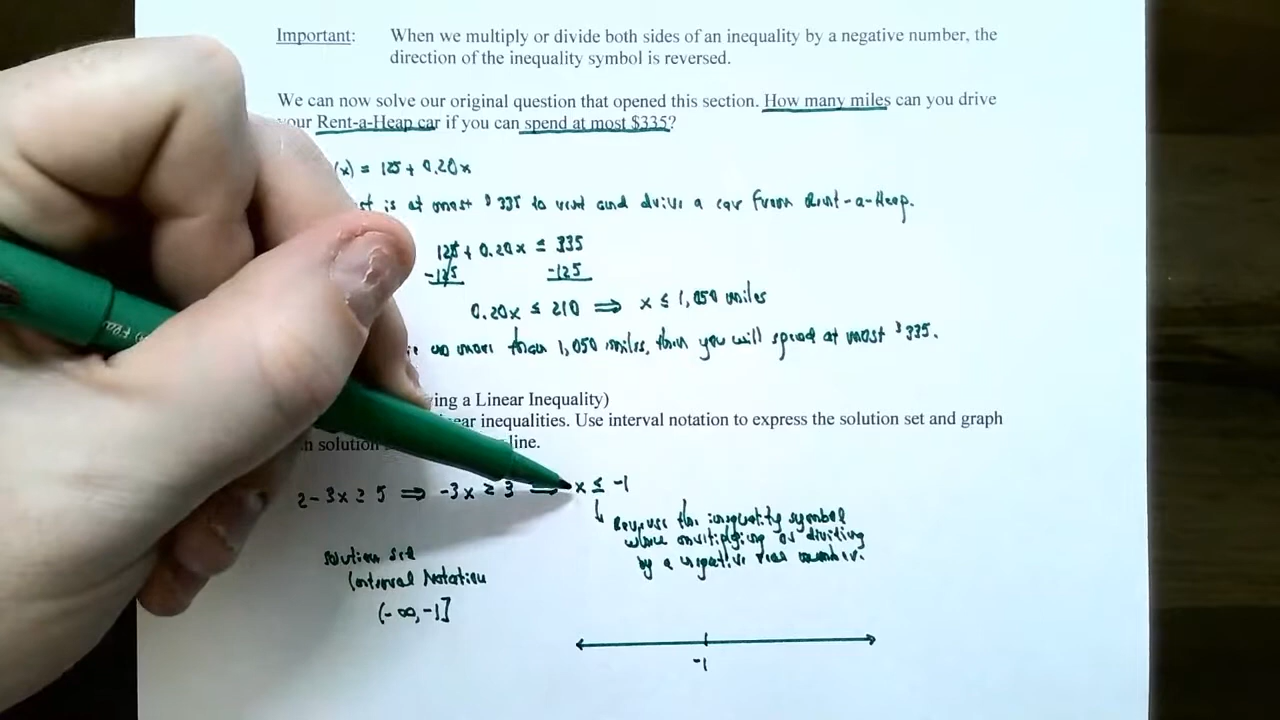 Important: When we multiply or divide both sides of an inequality by a negative number, the
direction of the inequality symbol is reversed.
We can now solve our original question that opened this section. How many miles can you drive
your Rent-a-Heap car if you can spend at most $335?
(x) = 125 + 0.20x
is at most $335 to rent and drive a car from Rent-a-Heap.
125 + 0.20x ≤ 335
-125 -125
0.20x ≤ 210 ⟹ x ≤ 1,050 miles
no more than 1,050 miles, then you will spend at most $335.
a Linear Inequality)
inequalities. Use interval notation to express the solution set and graph
solution line.
2 - 3x ≥ 5 ⟹ -3x ≥ 3 ⟹ x ≤ -1
Reverse the inequality symbol
when multiplying or dividing
by a negative real number.
Solution set
Interval Notation
(-∞, -1]
-1